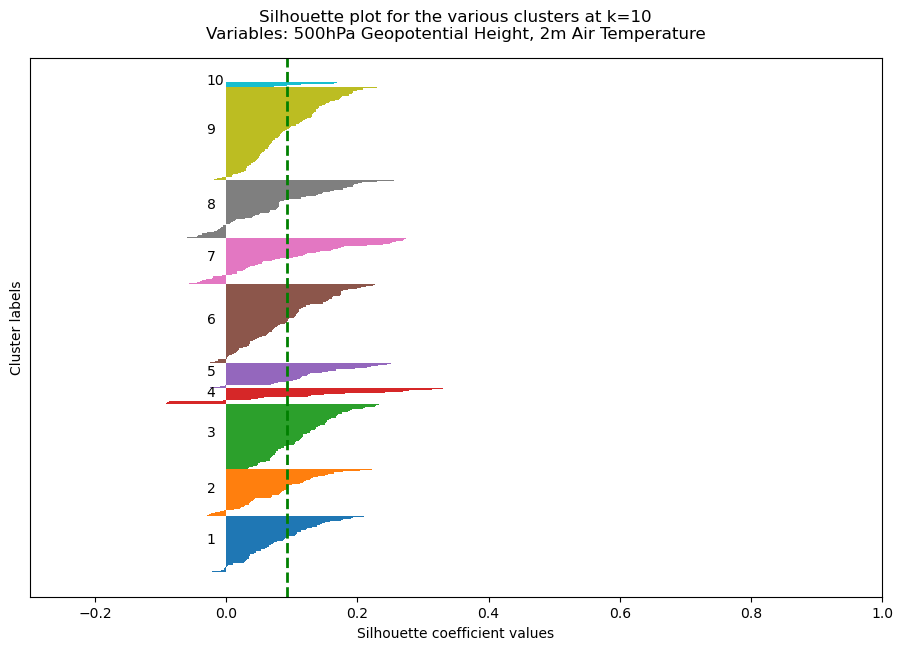 Silhouette plot for the various clusters at k=10
Variables: 500hPa Geopotential Height, 2m Air Temperature
10
9
8
7
6
5
4
3
2
1
Cluster labels
−0.2 0.0 0.2 0.4 0.6 0.8 1.0
Silhouette coefficient values